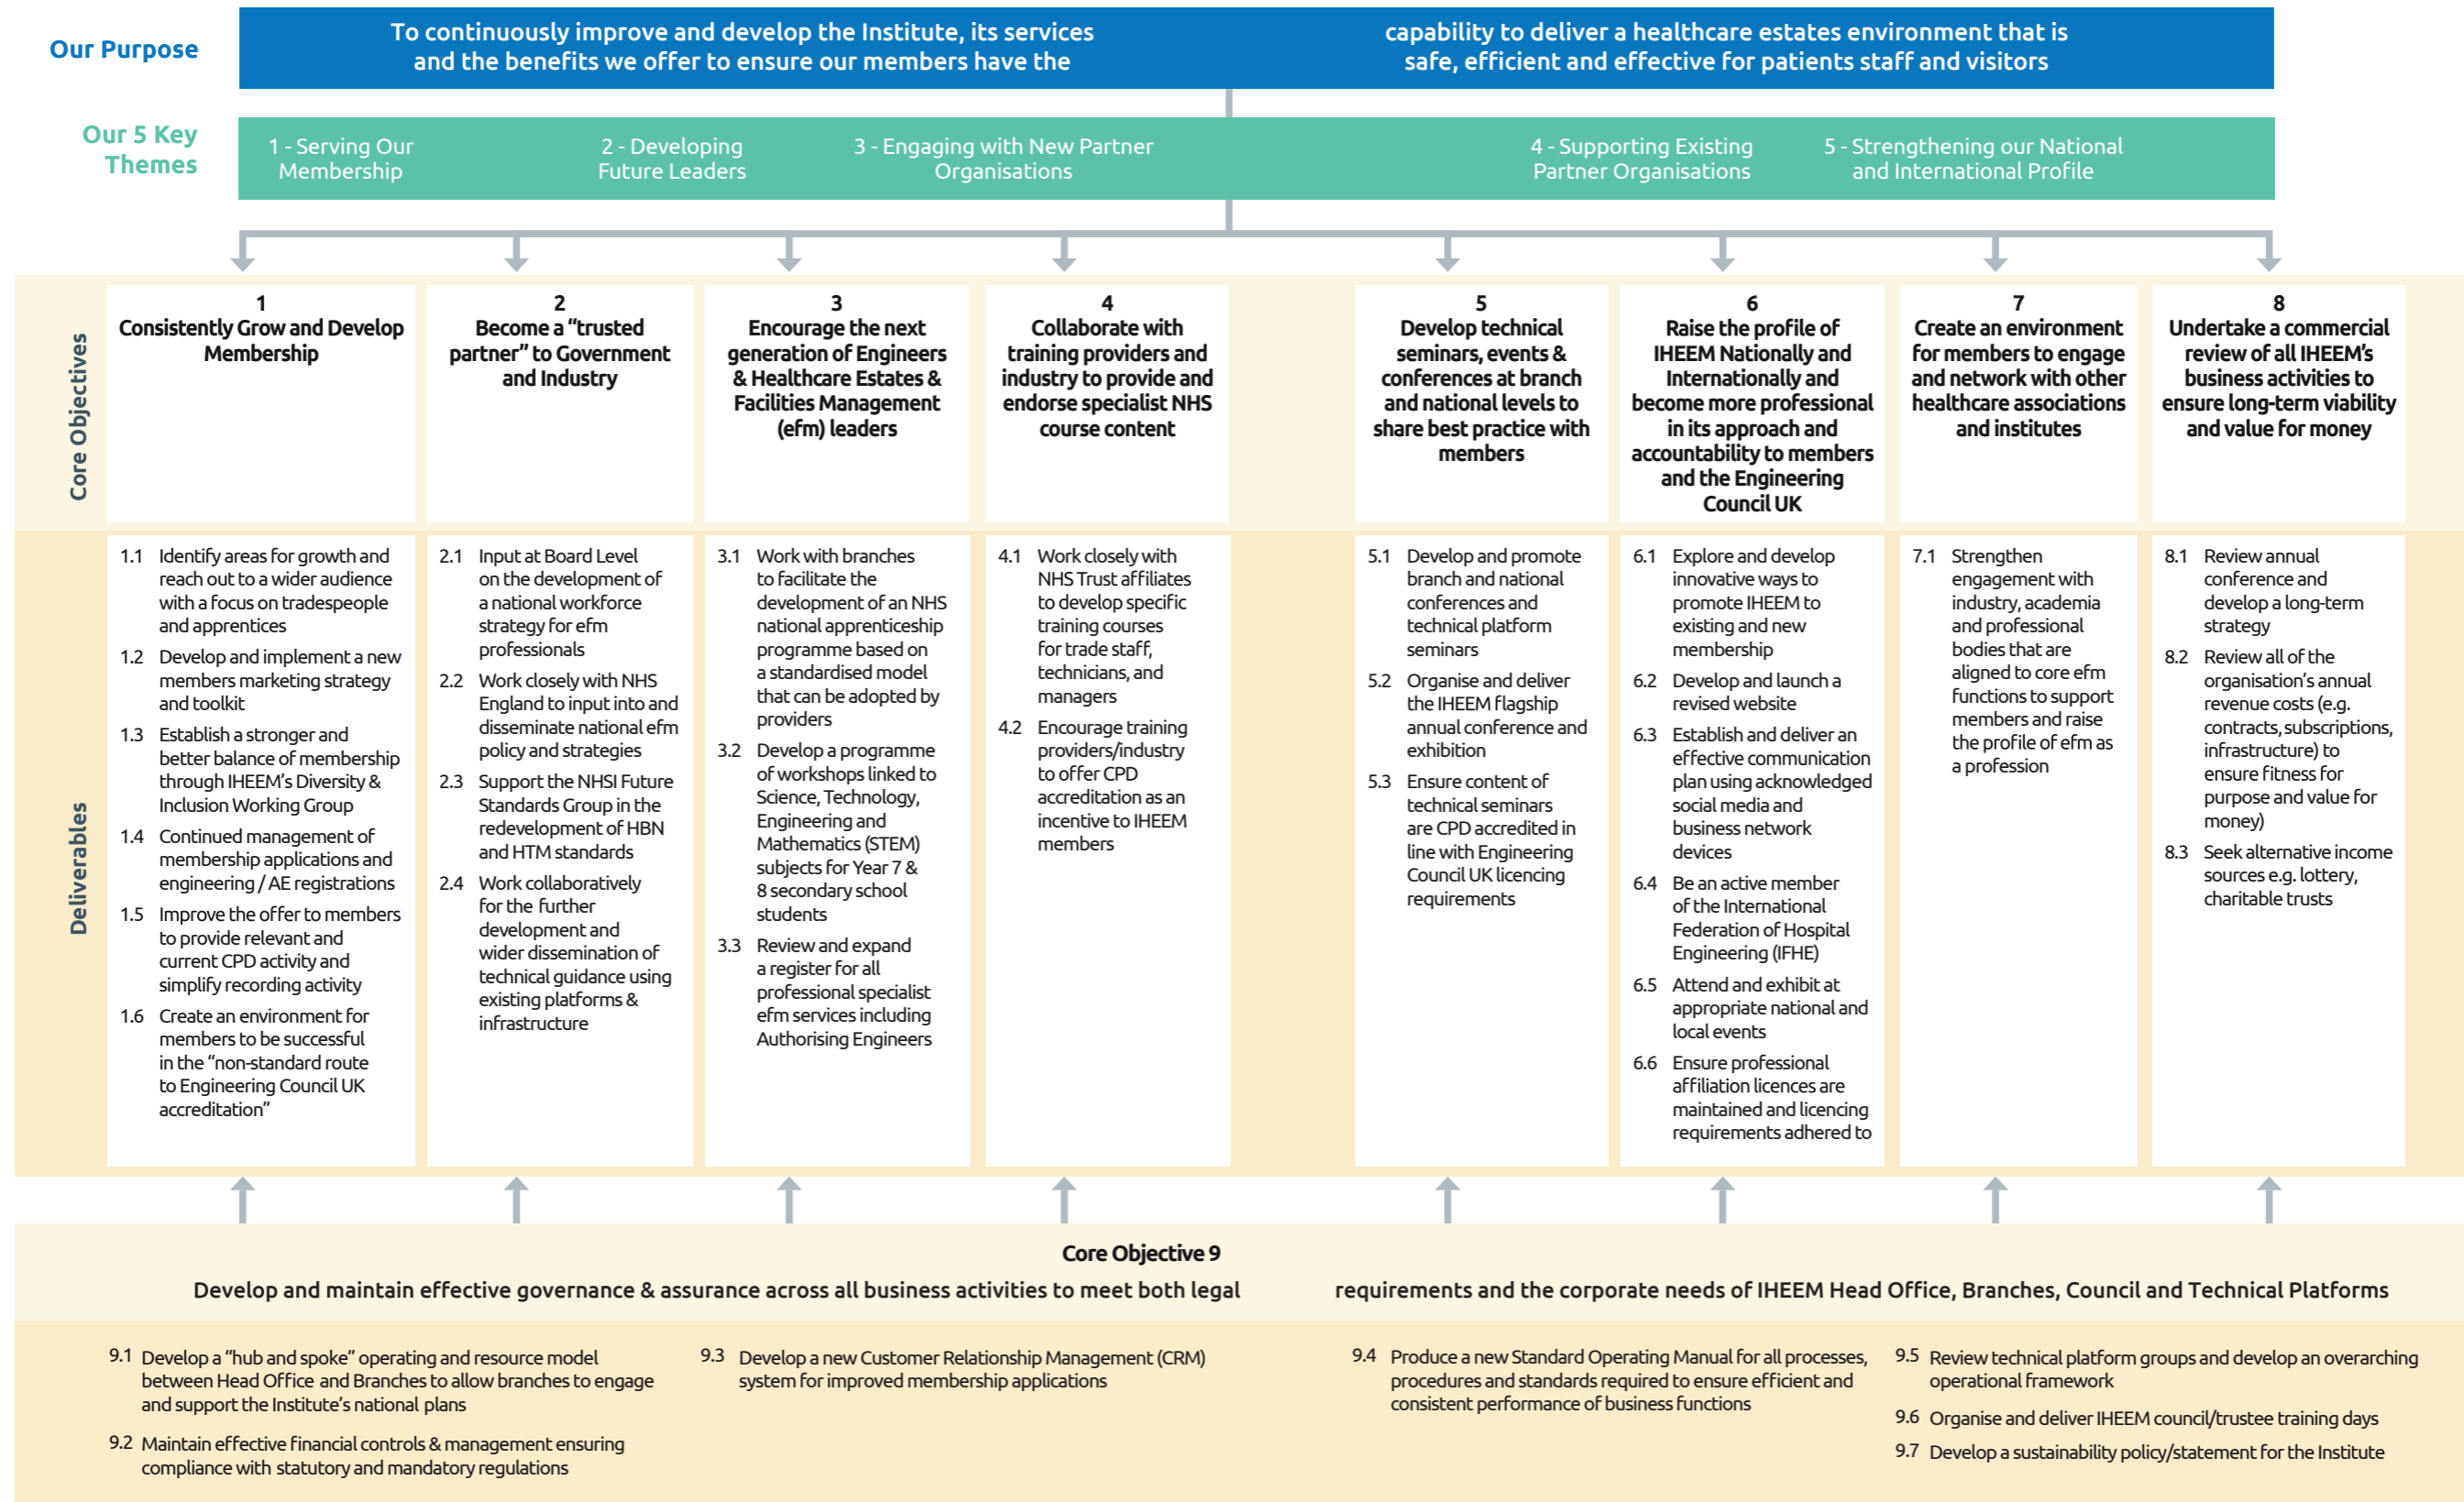 Our Purpose
To continuously improve and develop the Institute, its services
and the benefits we offer to ensure our members have the
capability to deliver a healthcare estates environment that is
safe, efficient and effective for patients staff and visitors
Our 5 Key
Themes
1 - Serving Our
Membership
2 - Developing
Future Leaders
3 - Engaging with New Partner
Organisations
4 - Supporting Existing
Partner Organisations
5 - Strengthening our National
and International Profile
Core Objectives
1
Consistently Grow and Develop
Membership
2
Become a “trusted
partner” to Government
and Industry
3
Encourage the next
generation of Engineers
& Healthcare Estates &
Facilities Management
(efm) leaders
4
Collaborate with
training providers and
industry to provide and
endorse specialist NHS
course content
5
Develop technical
seminars, events &
conferences at branch
and national levels to
share best practice with
members
6
Raise the profile of
IHEEM Nationally and
Internationally and
become more professional
in its approach and
accountability to members
and the Engineering
Council UK
7
Create an environment
for members to engage
and network with other
healthcare associations
and institutes
8
Undertake a commercial
review of all IHEEM’s
business activities to
ensure long-term viability
and value for money
Deliverables
1.1 Identify areas for growth and
reach out to a wider audience
with a focus on tradespeople
and apprentices
1.2 Develop and implement a new
members marketing strategy
and toolkit
1.3 Establish a stronger and
better balance of membership
through IHEEM’s Diversity &
Inclusion Working Group
1.4 Continued management of
membership applications and
engineering / AE registrations
1.5 Improve the offer to members
to provide relevant and
current CPD activity and
simplify recording activity
1.6 Create an environment for
members to be successful
in the “non-standard route
to Engineering Council UK
accreditation”
2.1 Input at Board Level
on the development of
a national workforce
strategy for efm
professionals
2.2 Work closely with NHS
England to input into and
disseminate national efm
policy and strategies
2.3 Support the NHSI Future
Standards Group in the
redevelopment of HBN
and HTM standards
2.4 Work collaboratively
for the further
development and
wider dissemination of
technical guidance using
existing platforms &
infrastructure
3.1 Work with branches
to facilitate the
development of an NHS
national apprenticeship
programme based on
a standardised model
that can be adopted by
providers
3.2 Develop a programme
of workshops linked to
Science, Technology,
Engineering and
Mathematics (STEM)
subjects for Year 7 &
8 secondary school
students
3.3 Review and expand
a register for all
professional specialist
efm services including
Authorising Engineers
4.1 Work closely with
NHS Trust affiliates
to develop specific
training courses
for trade staff,
technicians, and
managers
4.2 Encourage training
providers/industry
to offer CPD
accreditation as an
incentive to IHEEM
members
5.1 Develop and promote
branch and national
conferences and
technical platform
seminars
5.2 Organise and deliver
the IHEEM flagship
annual conference and
exhibition
5.3 Ensure content of
technical seminars
are CPD accredited in
line with Engineering
Council UK licencing
requirements
6.1 Explore and develop
innovative ways to
promote IHEEM to
existing and new
membership
6.2 Develop and launch a
revised website
6.3 Establish and deliver an
effective communication
plan using acknowledged
social media and
business network
devices
6.4 Be an active member
of the International
Federation of Hospital
Engineering (IFHE)
6.5 Attend and exhibit at
appropriate national and
local events
6.6 Ensure professional
affiliation licences are
maintained and licencing
requirements adhered to
7.1 Strengthen
engagement with
industry, academia
and professional
bodies that are
aligned to core efm
functions to support
members and raise
the profile of efm as
a profession
8.1 Review annual
conference and
develop a long-term
strategy
8.2 Review all of the
organisation’s annual
revenue costs (e.g.
contracts, subscriptions,
infrastructure) to
ensure fitness for
purpose and value for
money)
8.3 Seek alternative income
sources e.g. lottery,
charitable trusts
Core Objective 9
Develop and maintain effective governance & assurance across all business activities to meet both legal
requirements and the corporate needs of IHEEM Head Office, Branches, Council and Technical Platforms
9.1 Develop a “hub and spoke” operating and resource model
between Head Office and Branches to allow branches to engage
and support the Institute’s national plans
9.2 Maintain effective financial controls & management ensuring
compliance with statutory and mandatory regulations
9.3 Develop a new Customer Relationship Management (CRM)
system for improved membership applications
9.4 Produce a new Standard Operating Manual for all processes,
procedures and standards required to ensure efficient and
consistent performance of business functions
9.5 Review technical platform groups and develop an overarching
operational framework
9.6 Organise and deliver IHEEM council/trustee training days
9.7 Develop a sustainability policy/statement for the Institute